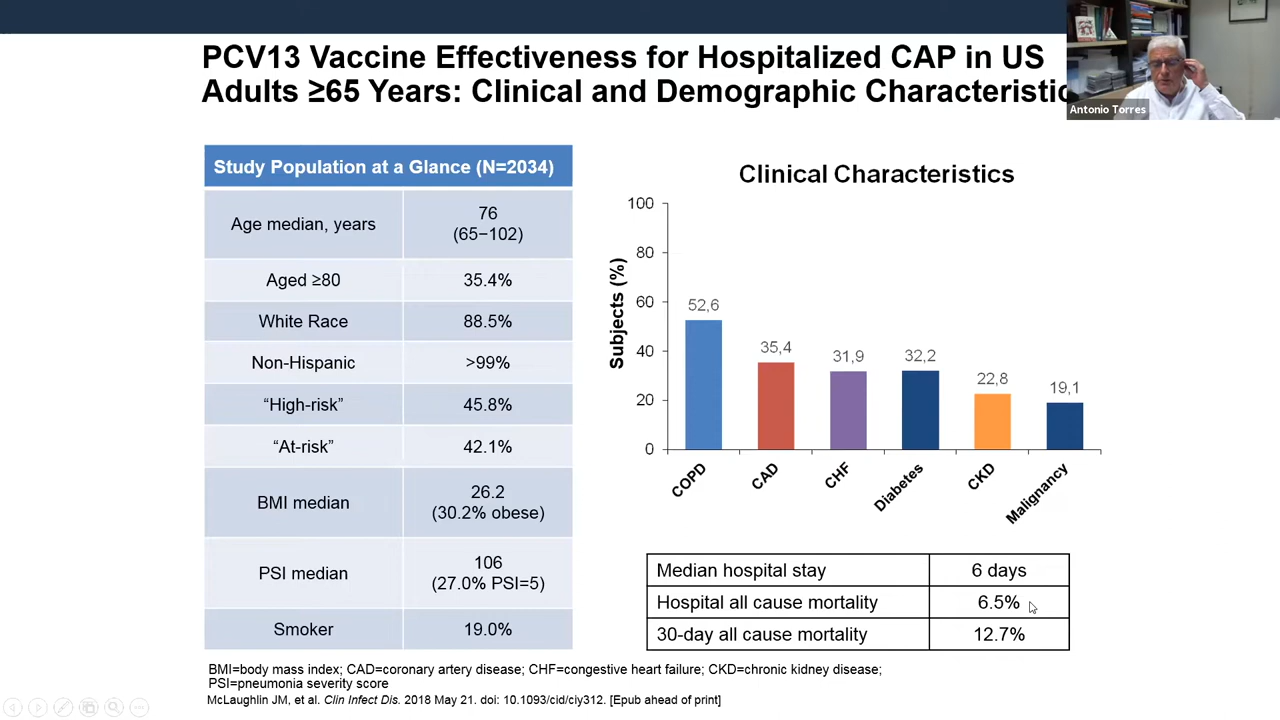 PCV13 Vaccine Effectiveness for Hospitalized CAP in US
Adults ≥65 Years: Clinical and Demographic Characteristic
Antonio Torres
Study Population at a Glance (N=2034)
Age median, years 76 (65–102)
Aged ≥80 35.4%
White Race 88.5%
Non-Hispanic >99%
“High-risk” 45.8%
“At-risk” 42.1%
BMI median 26.2 (30.2% obese)
PSI median 106 (27.0% PSI=5)
Smoker 19.0%
Clinical Characteristics
Subjects (%)
100
80
60
40
20
0
52,6
35,4
31,9
32,2
22,8
19,1
COPD
CAD
CHF
Diabetes
CKD
Malignancy
Median hospital stay 6 days
Hospital all cause mortality 6.5%
30-day all cause mortality 12.7%
BMI=body mass index; CAD=coronary artery disease; CHF=congestive heart failure; CKD=chronic kidney disease;
PSI=pneumonia severity score
McLaughlin JM, et al. Clin Infect Dis. 2018 May 21. doi: 10.1093/cid/ciy312. [Epub ahead of print]